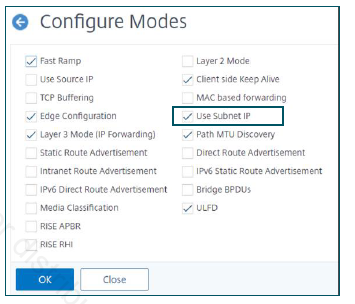 Configure Modes
Fast Ramp
Layer 2 Mode
Use Source IP
Client side Keep Alive
TCP Buffering
MAC based forwarding
Edge Configuration
Use Subnet IP
Layer 3 Mode (IP Forwarding)
Path MTU Discovery
Static Route Advertisement
Direct Route Advertisement
Intranet Route Advertisement
IPv6 Static Route Advertisement
IPv6 Direct Route Advertisement
Bridge BPDUs
Media Classification
ULFD
RISE APBR
RISE RHI
OK
Close